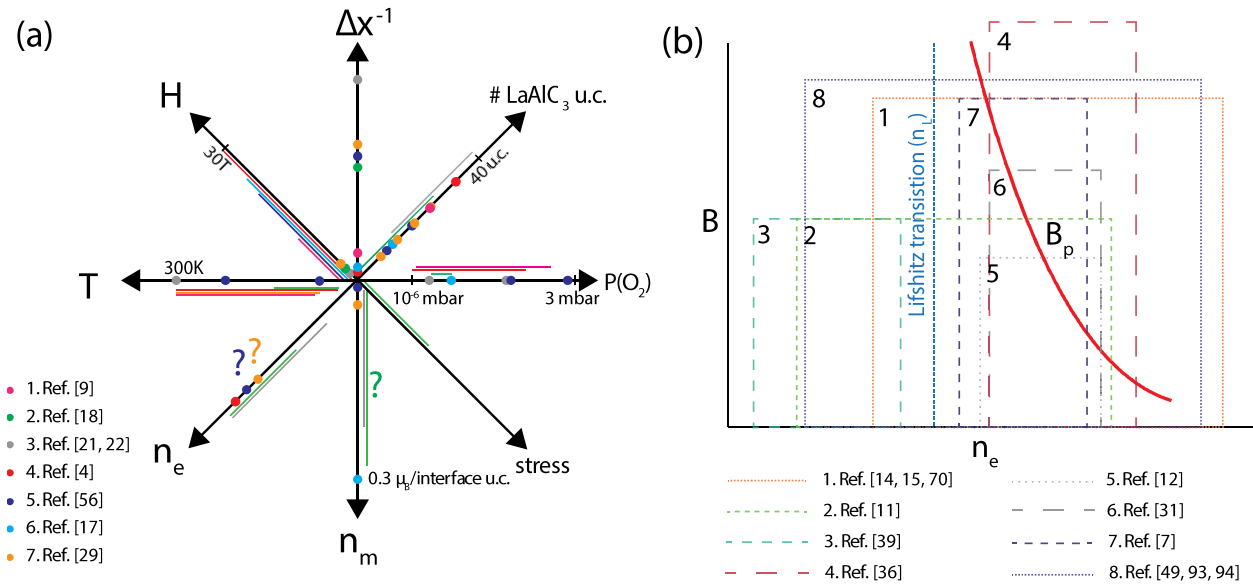 (a)
Δx⁻¹
H
# LaAlC₃ u.c.
30T
40 u.c.
T
300K
10⁻⁶ mbar
3 mbar
P(O₂)
? ?
?
nₑ
0.3 μ_B/interface u.c.
stress
nₘ
1. Ref. [9]
2. Ref. [18]
3. Ref. [21, 22]
4. Ref. [4]
5. Ref. [56]
6. Ref. [17]
7. Ref. [29]
(b)
4
8
1
7
6
3
2
5
B
Bₚ
Lifshitz transistion (n_L)
nₑ
1. Ref. [14, 15, 70]
2. Ref. [11]
3. Ref. [39]
4. Ref. [36]
5. Ref. [12]
6. Ref. [31]
7. Ref. [7]
8. Ref. [49, 93, 94]